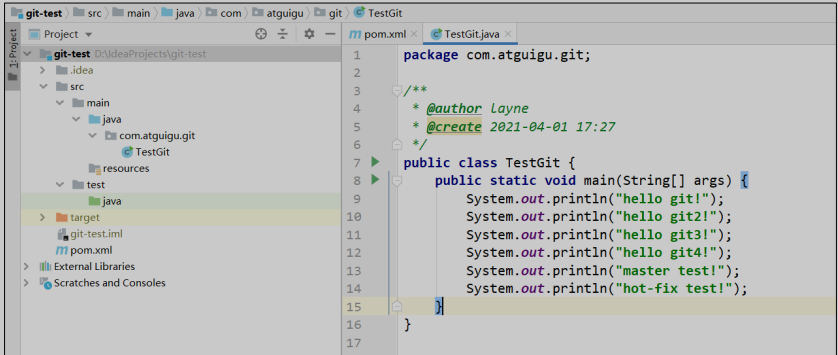 git-test src main java com atguigu git TestGit
1: Project
Project
git-test D:\IdeaProjects\git-test
.idea
src
main
java
com.atguigu.git
TestGit
resources
test
java
target
git-test.iml
pom.xml
External Libraries
Scratches and Consoles
pom.xml TestGit.java
1 package com.atguigu.git;
2
3 /**
4 * @author Layne
5 * @create 2021-04-01 17:27
6 */
7 public class TestGit {
8 public static void main(String[] args) {
9 System.out.println("hello git!");
10 System.out.println("hello git2!");
11 System.out.println("hello git3!");
12 System.out.println("hello git4!");
13 System.out.println("master test!");
14 System.out.println("hot-fix test!");
15 }
16 }
17